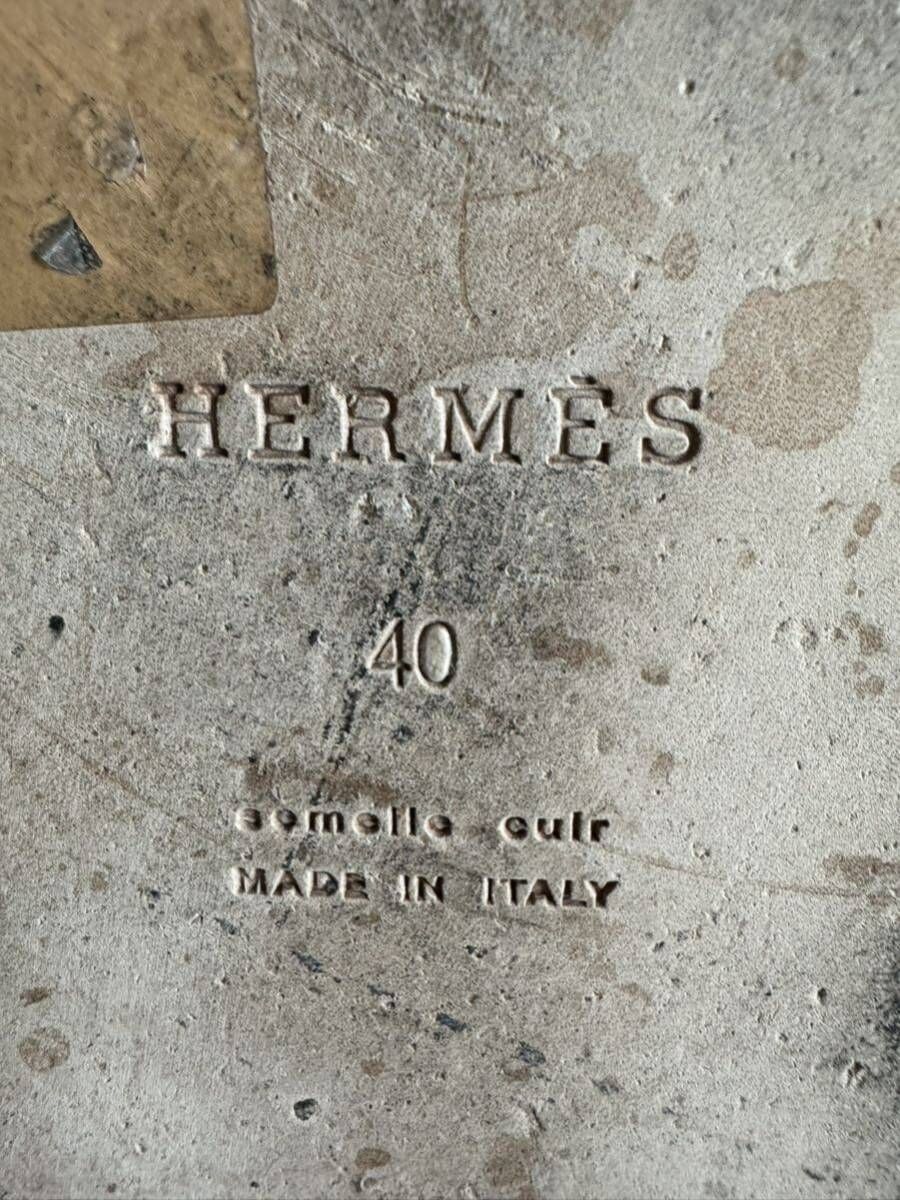 HERMÈS
40
semelle cuir
MADE IN ITALY